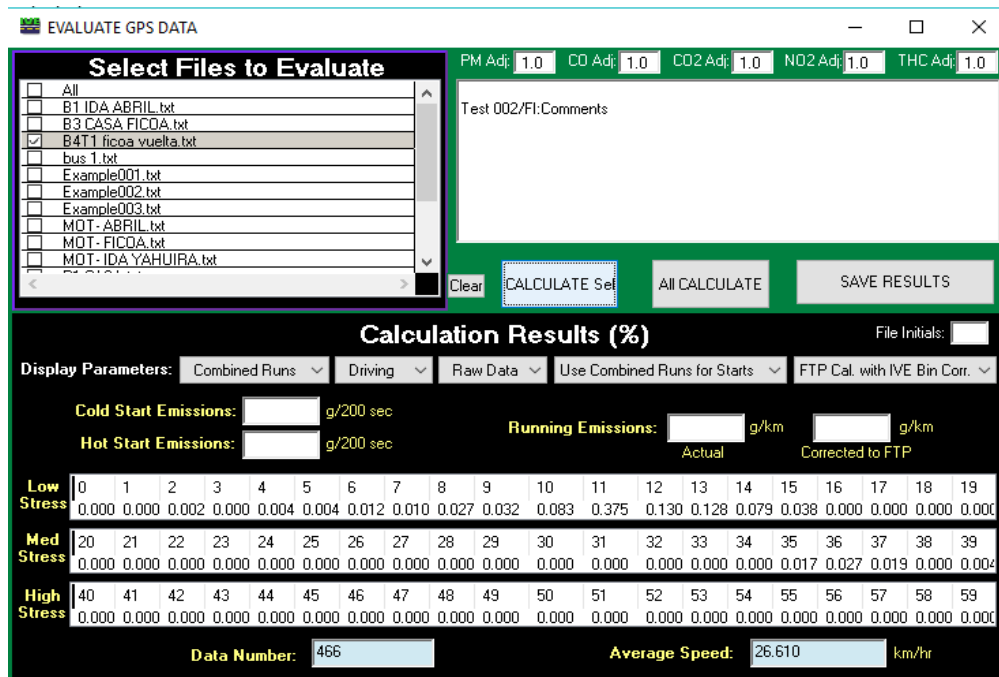 EVALUATE GPS DATA
Select Files to Evaluate
PM Adj: 1.0 CO Adj: 1.0 CO2 Adj: 1.0 NO2 Adj: 1.0 THC Adj: 1.0
All
B1 IDA ABRIL.txt
B3 CASA FICOA.txt
B4T1 ficoa vuelta.txt
bus 1.txt
Example001.txt
Example002.txt
Example003.txt
MOT- ABRIL.txt
MOT- FICOA.txt
MOT- IDA YAHUIRA.txt
Test 002/FI:Comments
Clear CALCULATE Sel All CALCULATE SAVE RESULTS
Calculation Results (%) File Initials:
Display Parameters: Combined Runs Driving Raw Data Use Combined Runs for Starts FTP Cal. with IVE Bin Corr.
Cold Start Emissions: g/200 sec
Hot Start Emissions: g/200 sec
Running Emissions: g/km g/km
Actual Corrected to FTP
Low Stress 0 1 2 3 4 5 6 7 8 9 10 11 12 13 14 15 16 17 18 19
0.000 0.000 0.002 0.000 0.004 0.004 0.012 0.010 0.027 0.032 0.083 0.375 0.130 0.128 0.079 0.038 0.000 0.000 0.000 0.000
Med Stress 20 21 22 23 24 25 26 27 28 29 30 31 32 33 34 35 36 37 38 39
0.000 0.000 0.000 0.000 0.000 0.000 0.000 0.000 0.000 0.000 0.000 0.000 0.000 0.000 0.000 0.017 0.027 0.019 0.000 0.004
High Stress 40 41 42 43 44 45 46 47 48 49 50 51 52 53 54 55 56 57 58 59
0.000 0.000 0.000 0.000 0.000 0.000 0.000 0.000 0.000 0.000 0.000 0.000 0.000 0.000 0.000 0.000 0.000 0.000 0.000 0.000
Data Number: 466 Average Speed: 26.610 km/hr